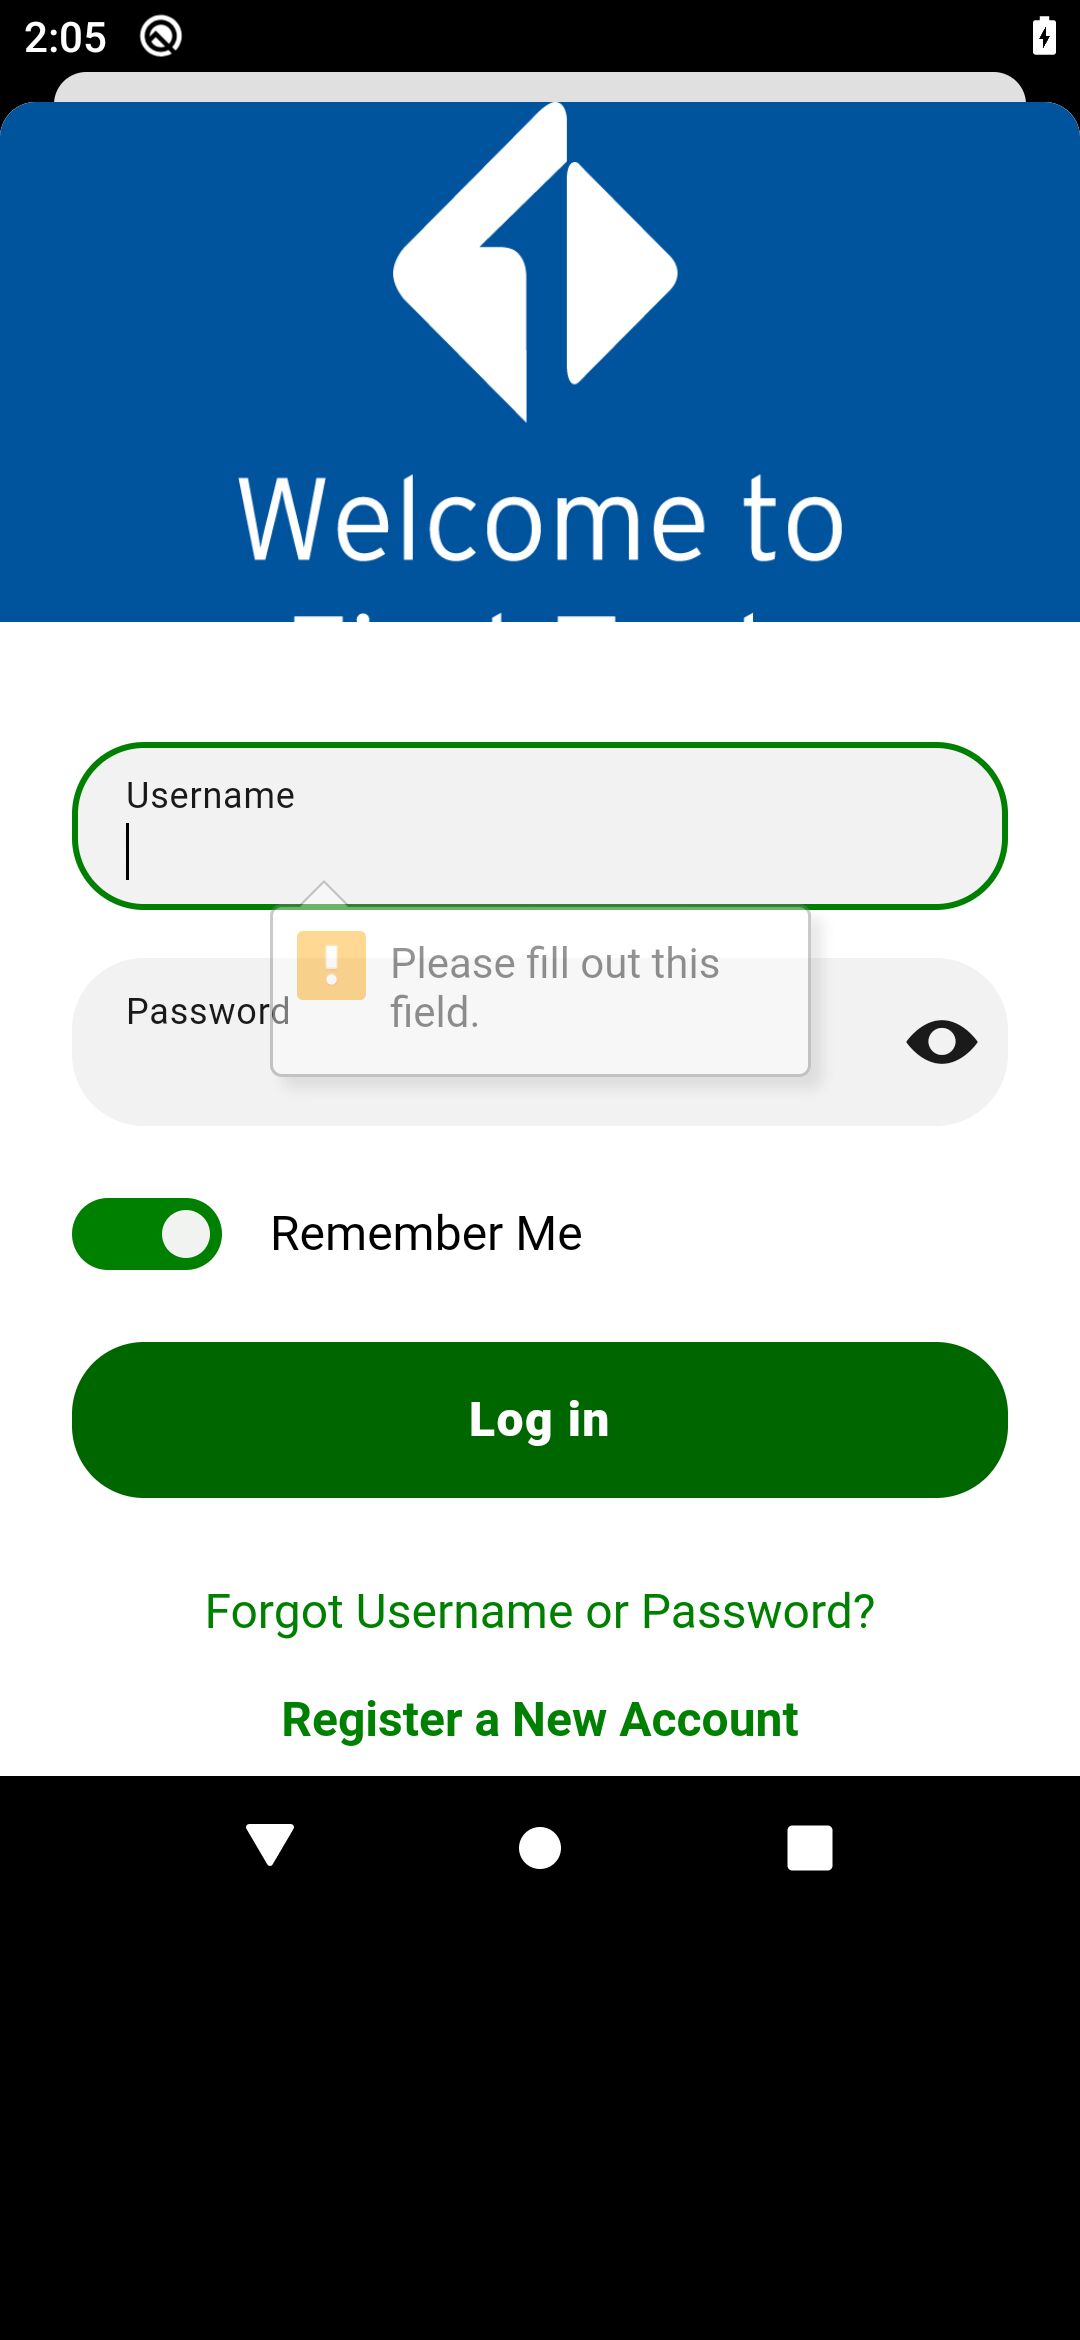 2:05
Welcome to
Username
Please fill out this
field.
Password
Remember Me
Log in
Forgot Username or Password?
Register a New Account